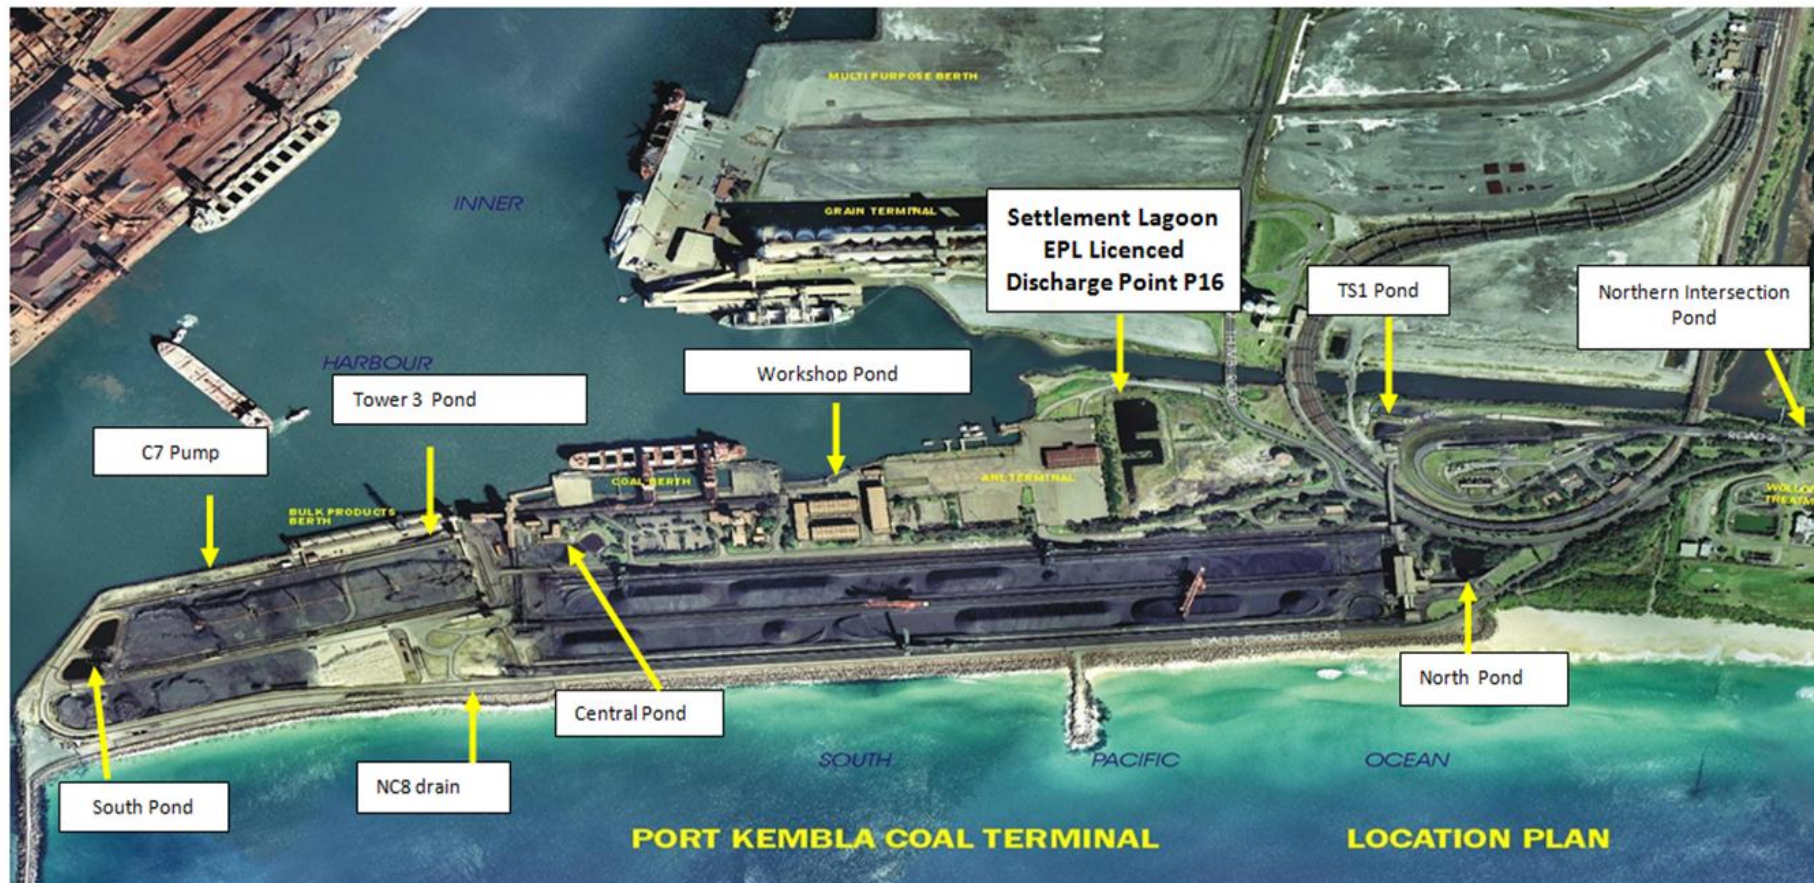 MULTI PURPOSE BERTH
INNER
GRAIN TERMINAL
Settlement Lagoon
EPL Licenced
Discharge Point P16
TS1 Pond
Northern Intersection
Pond
HARBOUR
Workshop Pond
Tower 3 Pond
C7 Pump
COAL BERTH
BULK PRODUCTS
BERTH
North Pond
Central Pond
NC8 drain
South Pond
SOUTH PACIFIC OCEAN
PORT KEMBLA COAL TERMINAL LOCATION PLAN